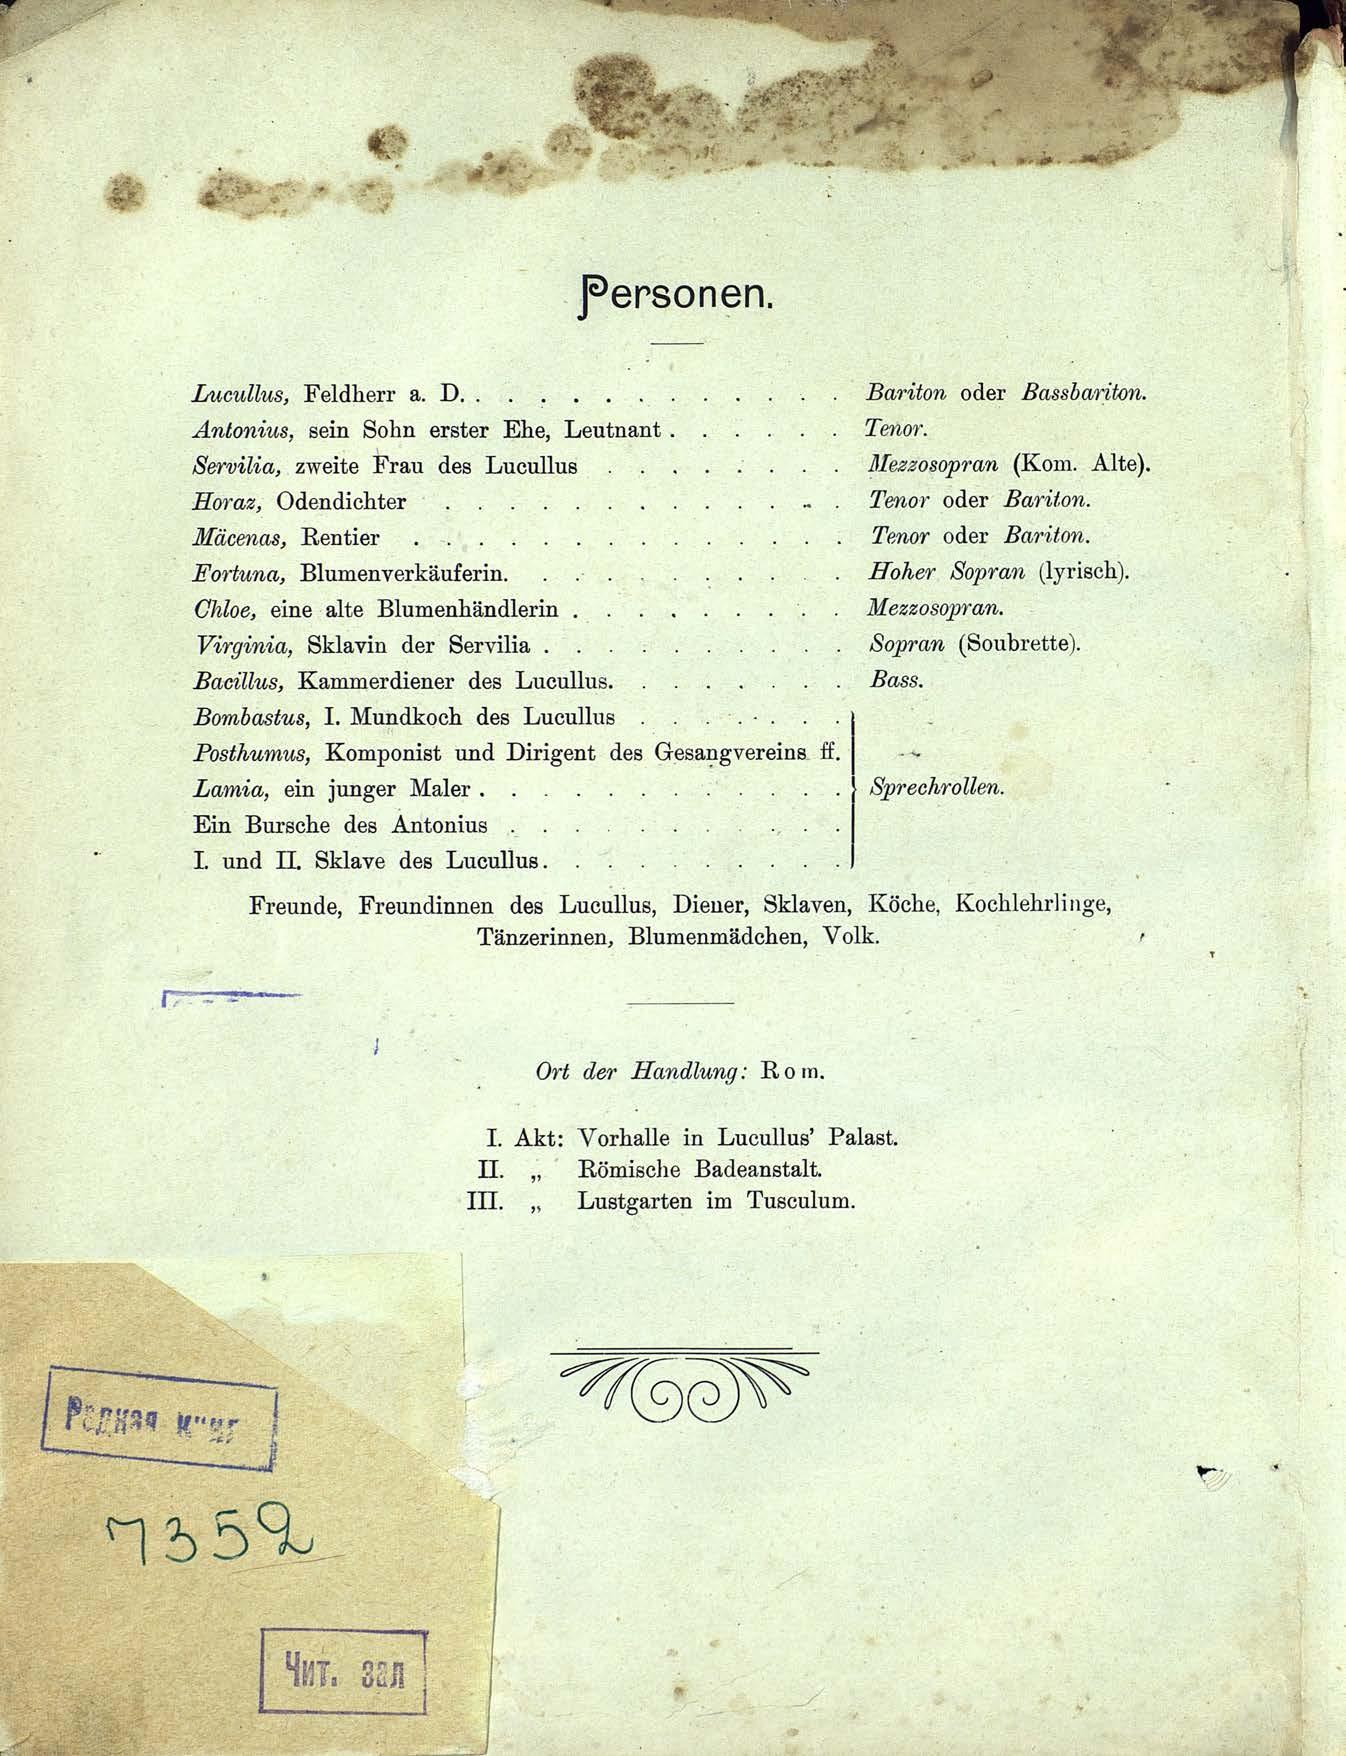 Personen.
Lucullus, Feldherr a. D. . . . . . . . . . . . . Bariton oder Bassbariton.
Antonius, sein Sohn erster Ehe, Leutnant . . . . . . Tenor.
Servilia, zweite Frau des Lucullus . . . . . . . . Mezzosopran (Kom. Alte).
Horaz, Odendichter . . . . . . . . . . . . . Tenor oder Bariton.
Mäcenas, Rentier . . . . . . . . . . . . . . Tenor oder Bariton.
Fortuna, Blumenverkäuferin. . . . . . . . . . . Hoher Sopran (lyrisch).
Chloe, eine alte Blumenhändlerin . . . . . . . . . Mezzosopran.
Virginia, Sklavin der Servilia . . . . . . . . . . Sopran (Soubrette).
Bacillus, Kammerdiener des Lucullus. . . . . . . . Bass.
Bombastus, I. Mundkoch des Lucullus . . . . . . .
Posthumus, Komponist und Dirigent des Gesangvereins ff.
Lamia, ein junger Maler . . . . . . . . . . . . Sprechrollen.
Ein Bursche des Antonius . . . . . . . . . . .
I. und II. Sklave des Lucullus. . . . . . . . . .
Freunde, Freundinnen des Lucullus, Diener, Sklaven, Köche, Kochlehrlinge,
Tänzerinnen, Blumenmädchen, Volk.
Ort der Handlung: Rom.
I. Akt: Vorhalle in Lucullus' Palast.
II. „ Römische Badeanstalt.
III. „ Lustgarten im Tusculum.
Редкая
7352
Чит. зал